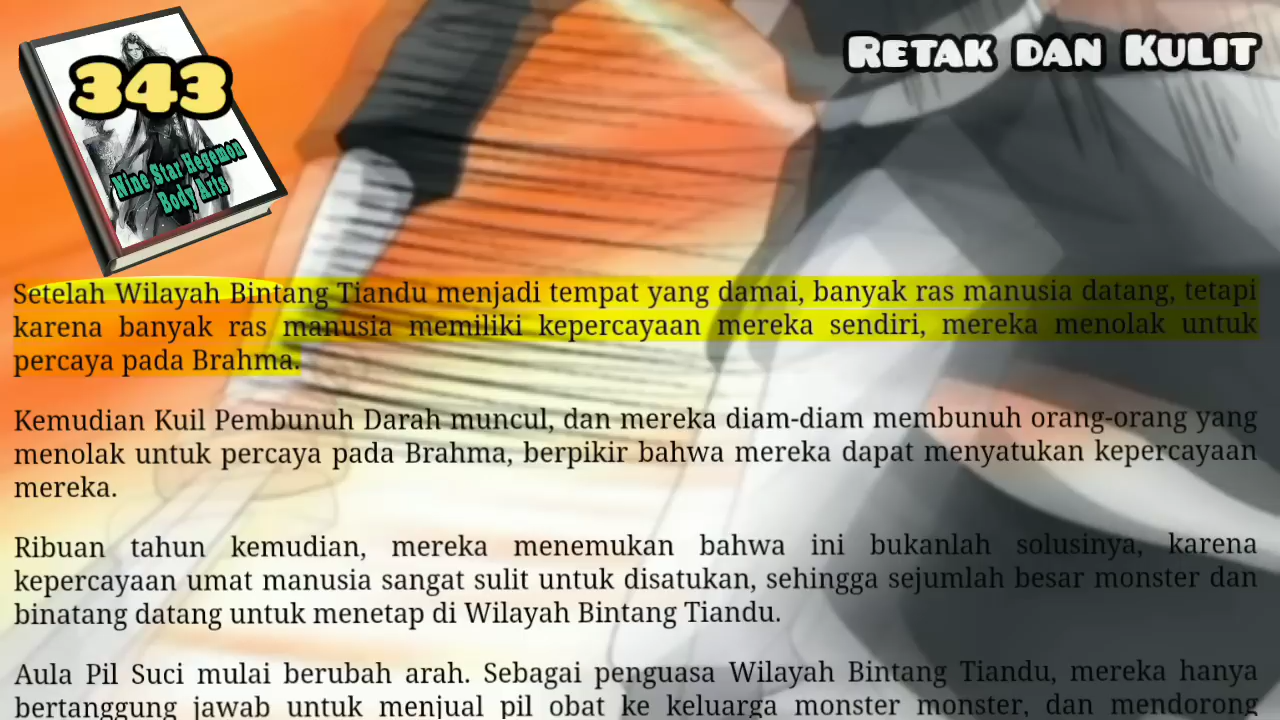 343
Nine Star Hegemon
Body Arts
Retak dan Kulit
Setelah Wilayah Bintang Tiandu menjadi tempat yang damai, banyak ras manusia datang, tetapi
karena banyak ras manusia memiliki kepercayaan mereka sendiri, mereka menolak untuk
percaya pada Brahma.
Kemudian Kuil Pembunuh Darah muncul, dan mereka diam-diam membunuh orang-orang yang
menolak untuk percaya pada Brahma, berpikir bahwa mereka dapat menyatukan kepercayaan
mereka.
Ribuan tahun kemudian, mereka menemukan bahwa ini bukanlah solusinya, karena
kepercayaan umat manusia sangat sulit untuk disatukan, sehingga sejumlah besar monster dan
binatang datang untuk menetap di Wilayah Bintang Tiandu.
Aula Pil Suci mulai berubah arah. Sebagai penguasa Wilayah Bintang Tiandu, mereka hanya
bertanggung jawab untuk menjual pil obat ke keluarga monster monster, dan mendorong